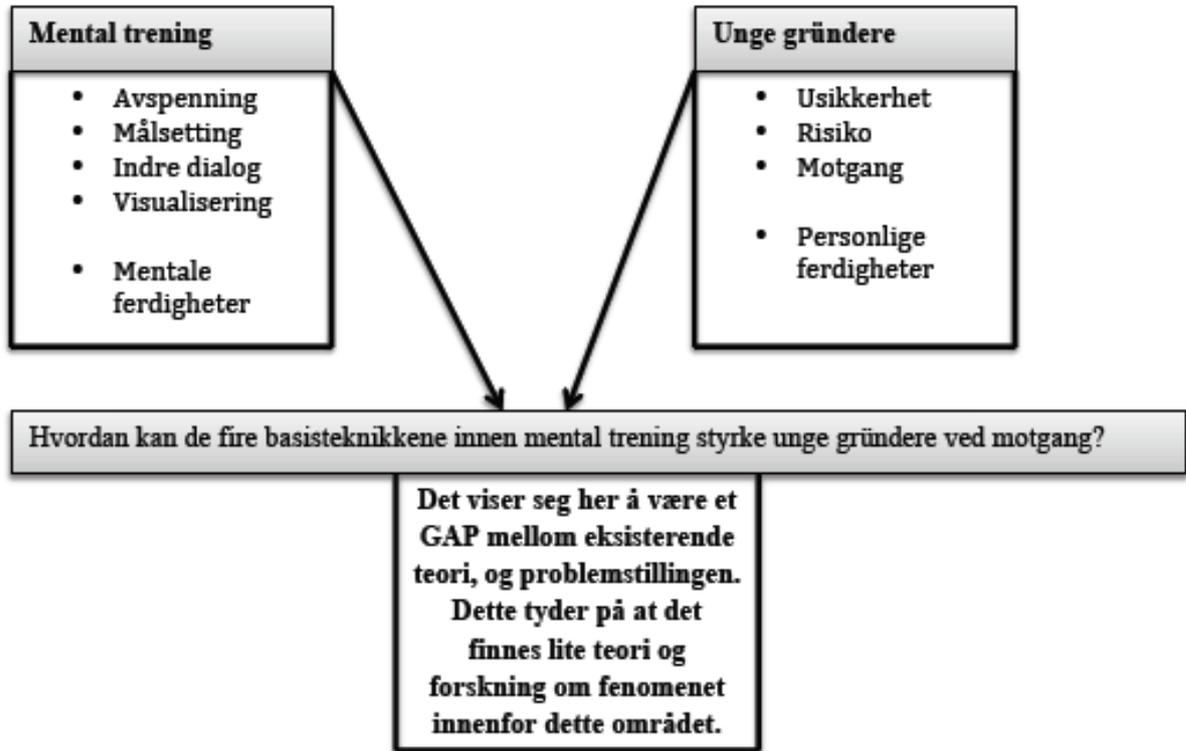 Mental trening
• Avspenning
• Målsetting
• Indre dialog
• Visualisering
• Mentale
ferdigheter
Unge gründere
• Usikkerhet
• Risiko
• Motgang
• Personlige
ferdigheter
Hvordan kan de fire basisteknikkene innen mental trening styrke unge gründere ved motgang?
Det viser seg her å være et
GAP mellom eksisterende
teori, og problemstillingen.
Dette tyder på at det
finnes lite teori og
forskning om fenomenet
innenfor dette området.